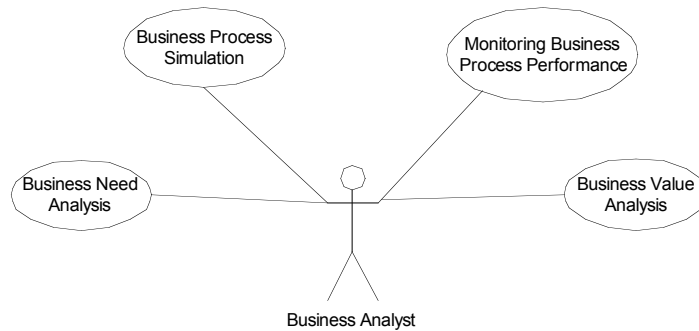 Business Process
Simulation
Monitoring Business
Process Performance
Business Need
Analysis
Business Value
Analysis
Business Analyst